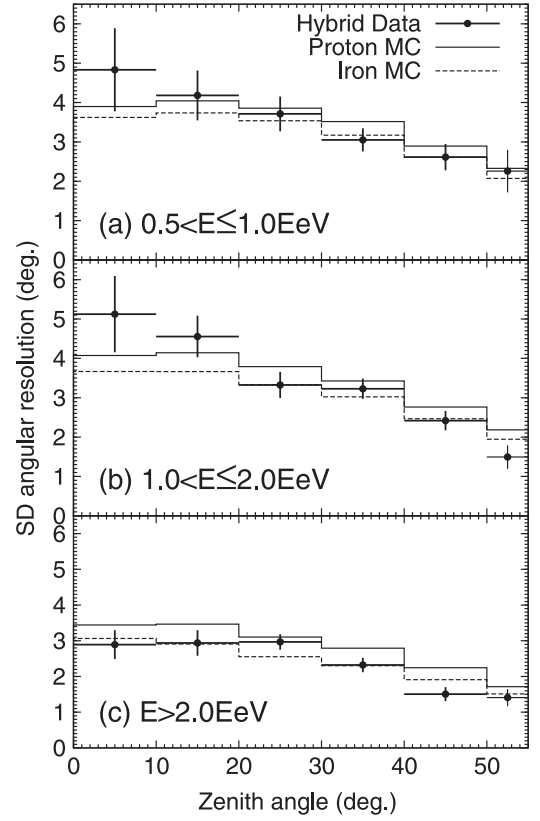 6
Hybrid Data
Proton MC
Iron MC
5
4
3
2
1
(a) 0.5<E≤1.0EeV
0
6
5
4
3
2
1
(b) 1.0<E≤2.0EeV
0
6
5
4
3
2
1
(c) E>2.0EeV
0
SD angular resolution (deg.)
0 10 20 30 40 50
Zenith angle (deg.)